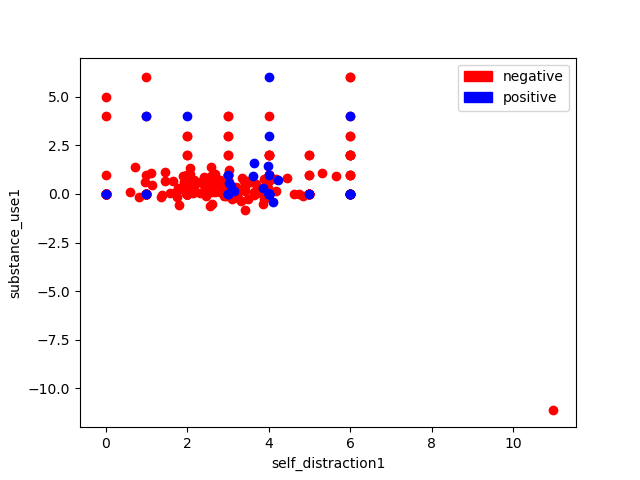 negative
positive
5.0
2.5
0.0
−2.5
−5.0
−7.5
−10.0
substance_use1
0 2 4 6 8 10
self_distraction1